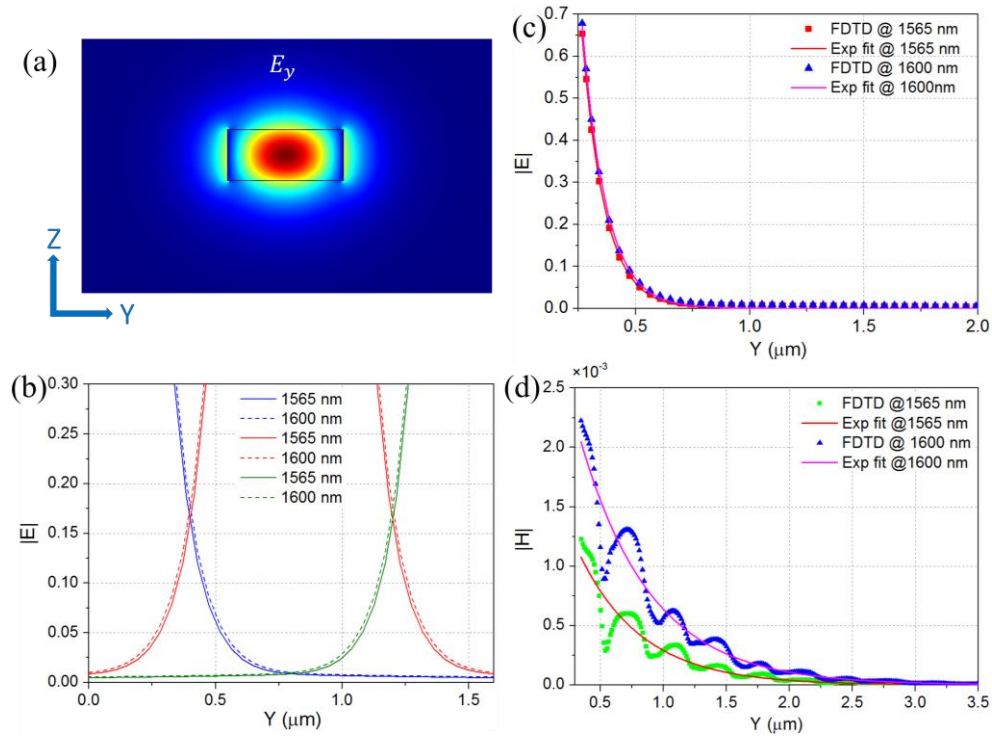 (a)
E_y
Z
Y
(b)
0.30
0.25
0.20
0.15
0.10
0.05
0.00
|E|
0.0
0.5
1.0
1.5
Y (μm)
1565 nm
1600 nm
1565 nm
1600 nm
1565 nm
1600 nm
(c)
0.7
0.6
0.5
0.4
0.3
0.2
0.1
0.0
|E|
0.5
1.0
1.5
2.0
Y (μm)
FDTD @ 1565 nm
Exp fit @ 1565 nm
FDTD @ 1600 nm
Exp fit @ 1600nm
(d)
×10⁻³
2.5
2.0
1.5
1.0
0.5
0.0
|H|
0.5
1.0
1.5
2.0
2.5
3.0
3.5
Y (μm)
FDTD @1565 nm
Exp fit @1565 nm
FDTD @ 1600 nm
Exp fit @1600 nm